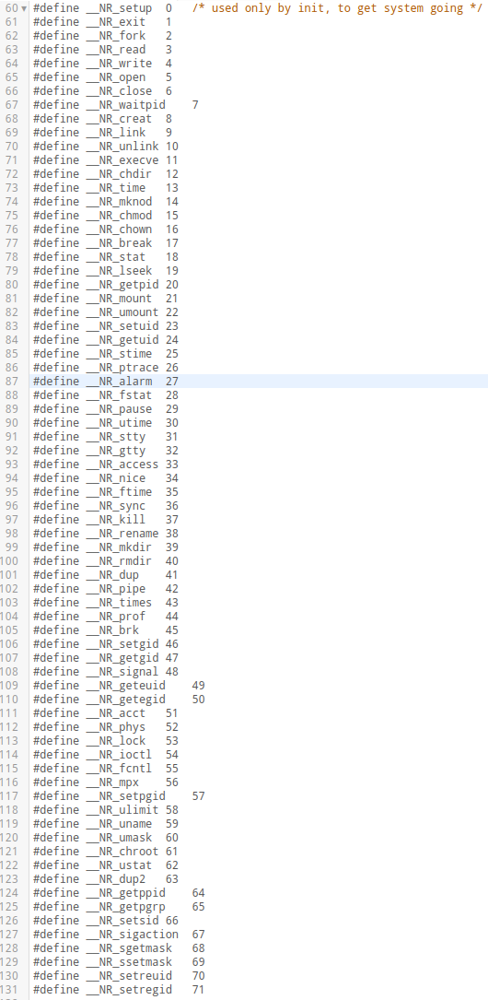 60 #define __NR_setup 0 /* used only by init, to get system going */
61 #define __NR_exit 1
62 #define __NR_fork 2
63 #define __NR_read 3
64 #define __NR_write 4
65 #define __NR_open 5
66 #define __NR_close 6
67 #define __NR_waitpid 7
68 #define __NR_creat 8
69 #define __NR_link 9
70 #define __NR_unlink 10
71 #define __NR_execve 11
72 #define __NR_chdir 12
73 #define __NR_time 13
74 #define __NR_mknod 14
75 #define __NR_chmod 15
76 #define __NR_chown 16
77 #define __NR_break 17
78 #define __NR_stat 18
79 #define __NR_lseek 19
80 #define __NR_getpid 20
81 #define __NR_mount 21
82 #define __NR_umount 22
83 #define __NR_setuid 23
84 #define __NR_getuid 24
85 #define __NR_stime 25
86 #define __NR_ptrace 26
87 #define __NR_alarm 27
88 #define __NR_fstat 28
89 #define __NR_pause 29
90 #define __NR_utime 30
91 #define __NR_stty 31
92 #define __NR_gtty 32
93 #define __NR_access 33
94 #define __NR_nice 34
95 #define __NR_ftime 35
96 #define __NR_sync 36
97 #define __NR_kill 37
98 #define __NR_rename 38
99 #define __NR_mkdir 39
100 #define __NR_rmdir 40
101 #define __NR_dup 41
102 #define __NR_pipe 42
103 #define __NR_times 43
104 #define __NR_prof 44
105 #define __NR_brk 45
106 #define __NR_setgid 46
107 #define __NR_getgid 47
108 #define __NR_signal 48
109 #define __NR_geteuid 49
110 #define __NR_getegid 50
111 #define __NR_acct 51
112 #define __NR_phys 52
113 #define __NR_lock 53
114 #define __NR_ioctl 54
115 #define __NR_fcntl 55
116 #define __NR_mpx 56
117 #define __NR_setpgid 57
118 #define __NR_ulimit 58
119 #define __NR_uname 59
120 #define __NR_umask 60
121 #define __NR_chroot 61
122 #define __NR_ustat 62
123 #define __NR_dup2 63
124 #define __NR_getppid 64
125 #define __NR_getpgrp 65
126 #define __NR_setsid 66
127 #define __NR_sigaction 67
128 #define __NR_sgetmask 68
129 #define __NR_ssetmask 69
130 #define __NR_setreuid 70
131 #define __NR_setregid 71